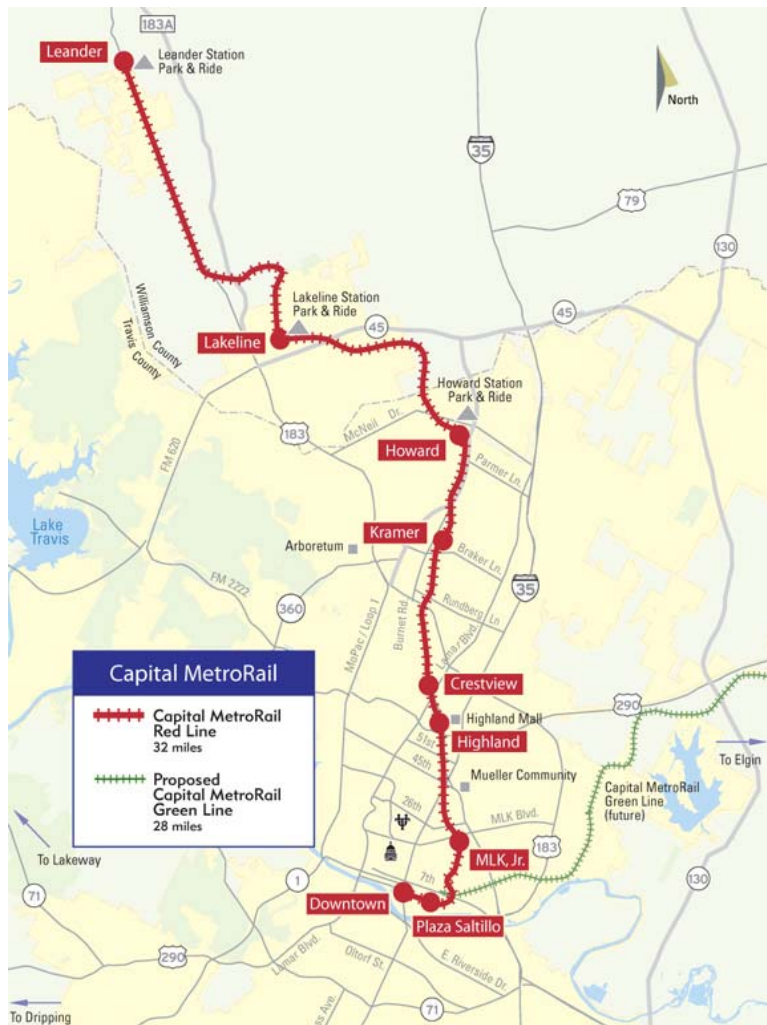 183A
Leander
Leander Station
Park & Ride
North
35
79
130
Williamson County
Travis County
Lakeline Station
Park & Ride
45
45
Lakeline
Howard Station
Park & Ride
183
McNeil Dr.
Howard
FM 620
Parmer Ln.
Lake
Travis
Kramer
Arboretum
Braker Ln.
FM 2222
35
360
MoPac / Loop 1
Burnet Rd
Rundberg Ln
Lamar Blvd.
Capital MetroRail
Capital MetroRail
Red Line
32 miles
Proposed
Capital MetroRail
Green Line
28 miles
Crestview
290
Highland Mall
Highland
51st
45th
To Elgin
Mueller Community
Capital MetroRail
Green Line
(future)
26th
MLK Blvd.
183
To Lakeway
MLK, Jr.
7th
1
130
71
Downtown
Plaza Saltillo
290
Lamar Blvd.
Oltorf St.
E. Riverside Dr.
71
To Dripping
ss Ave.